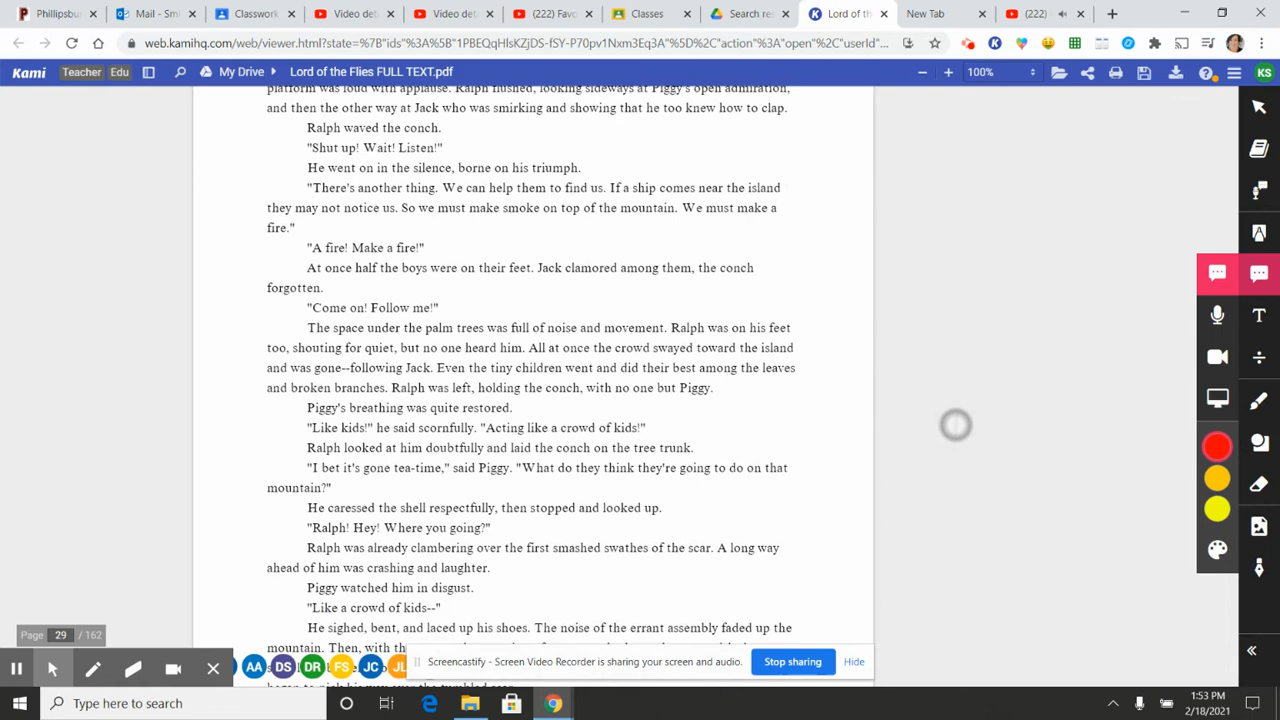 Phillipsbu
Mail - Smi
Classwork
Video det
Video det
(222) Favo
Classes
Search res
Lord of the
New Tab
(222)
web.kamihq.com/web/viewer.html?state=%7B"ids"%3A%5B"1PBEQqHlsKZjDS-fSY-P70pv1Nxm3Eq3A"%5D%2C"action"%3A"open"%2C"userId"...
Kami Teacher Edu My Drive Lord of the Flies FULL TEXT.pdf 100% KS
platform was loud with applause. Ralph flushed, looking sideways at Piggy's open admiration,
and then the other way at Jack who was smirking and showing that he too knew how to clap.
Ralph waved the conch.
"Shut up! Wait! Listen!"
He went on in the silence, borne on his triumph.
"There's another thing. We can help them to find us. If a ship comes near the island
they may not notice us. So we must make smoke on top of the mountain. We must make a
fire."
"A fire! Make a fire!"
At once half the boys were on their feet. Jack clamored among them, the conch
forgotten.
"Come on! Follow me!"
The space under the palm trees was full of noise and movement. Ralph was on his feet
too, shouting for quiet, but no one heard him. All at once the crowd swayed toward the island
and was gone--following Jack. Even the tiny children went and did their best among the leaves
and broken branches. Ralph was left, holding the conch, with no one but Piggy.
Piggy's breathing was quite restored.
"Like kids!" he said scornfully. "Acting like a crowd of kids!"
Ralph looked at him doubtfully and laid the conch on the tree trunk.
"I bet it's gone tea-time," said Piggy. "What do they think they're going to do on that
mountain?"
He caressed the shell respectfully, then stopped and looked up.
"Ralph! Hey! Where you going?"
Ralph was already clambering over the first smashed swathes of the scar. A long way
ahead of him was crashing and laughter.
Piggy watched him in disgust.
"Like a crowd of kids--"
He sighed, bent, and laced up his shoes. The noise of the errant assembly faded up the
Page 29 / 162
mountain. Then, with th
AA DS DR FS JC JL
Screencastify - Screen Video Recorder is sharing your screen and audio. Stop sharing Hide
Type here to search
1:53 PM
2/18/2021